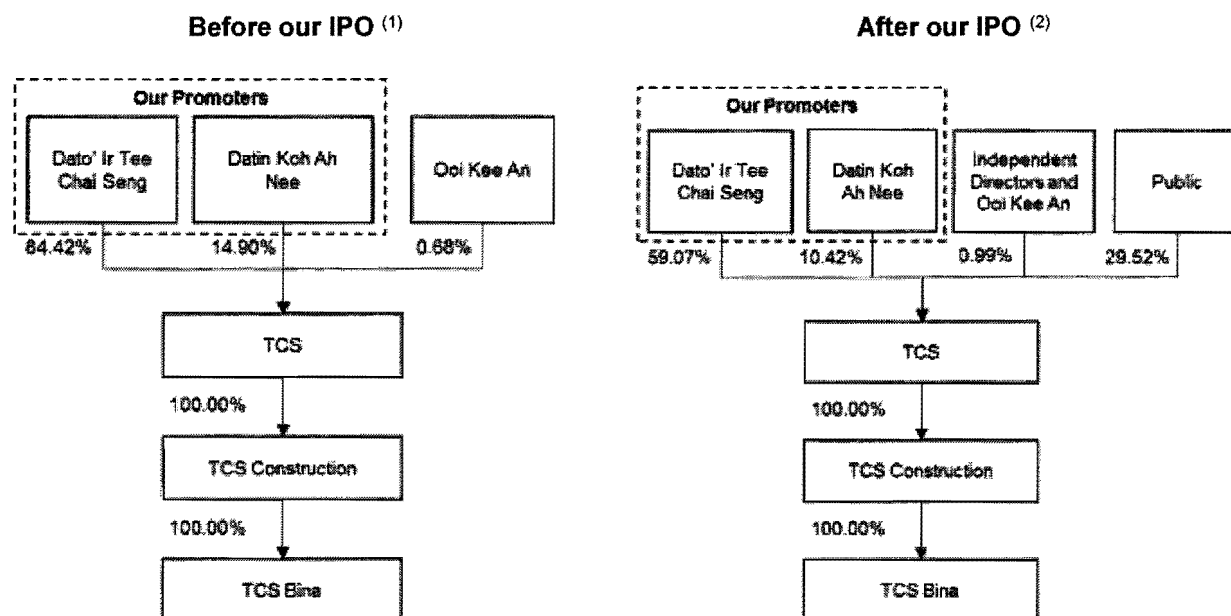 Before our IPO (1)
Our Promoters
Dato' Ir Tee
Chai Seng
Datin Koh Ah
Nee
Ooi Kee An
84.42%
14.90%
0.68%
TCS
100.00%
TCS Construction
100.00%
TCS Bina
After our IPO (2)
Our Promoters
Dato' Ir Tee
Chai Seng
Datin Koh
Ah Nee
Independent
Directors and
Ooi Kee An
Public
59.07%
10.42%
0.99%
29.52%
TCS
100.00%
TCS Construction
100.00%
TCS Bina